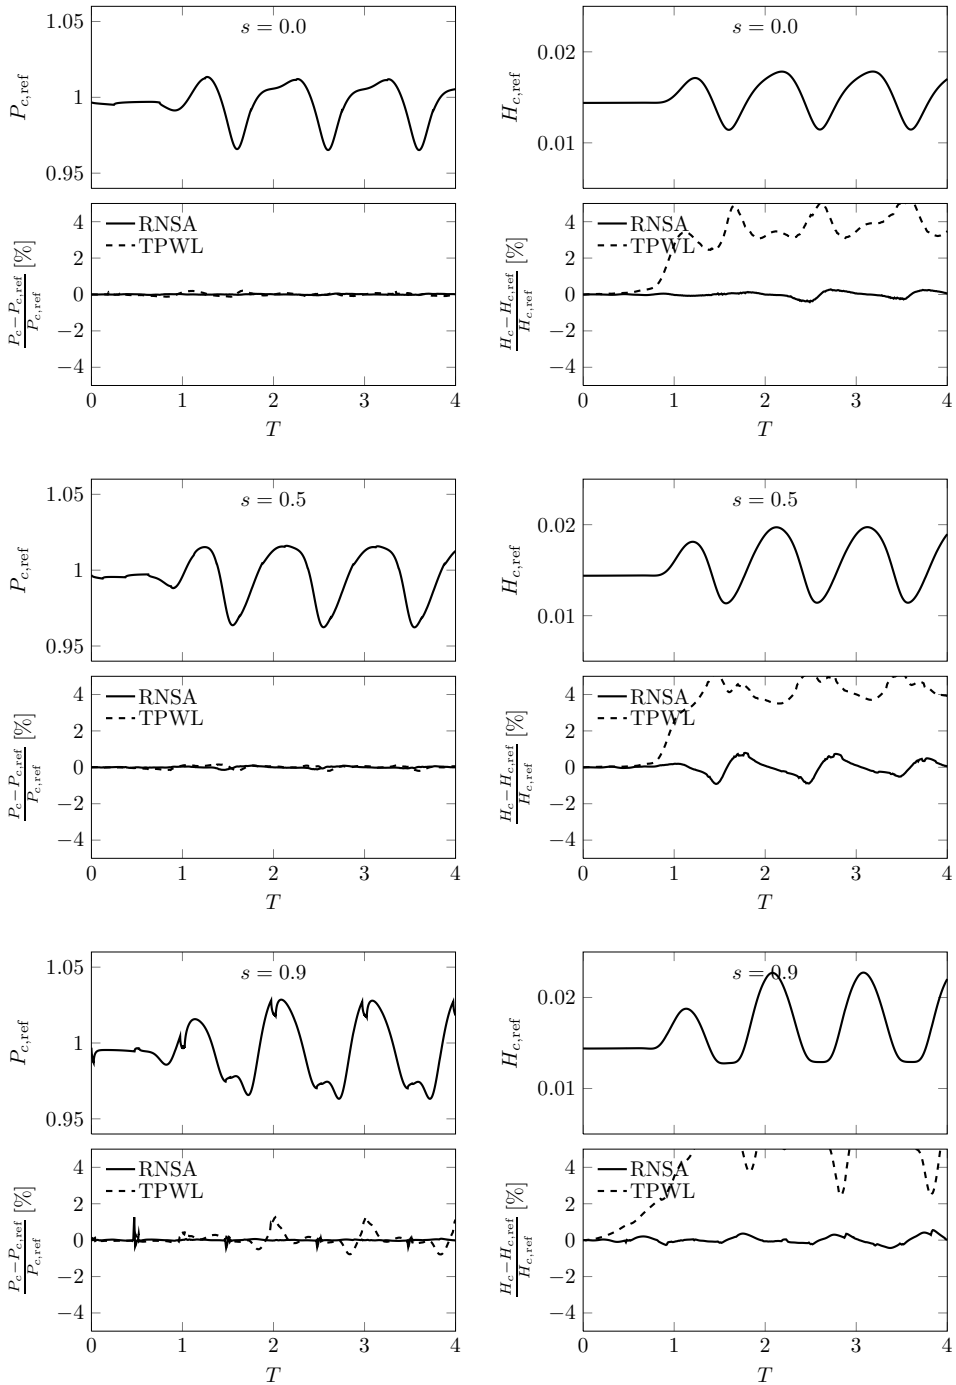 1.05
1
0.95
P_{c,ref}
s = 0.0
0.02
0.01
H_{c,ref}
s = 0.0
4
2
0
−2
−4
\frac{P_c−P_{c,ref}}{P_{c,ref}} [%]
RNSA
TPWL
0 1 2 3 4
T
4
2
0
−2
−4
\frac{H_c−H_{c,ref}}{H_{c,ref}} [%]
RNSA
TPWL
0 1 2 3 4
T
1.05
1
0.95
P_{c,ref}
s = 0.5
0.02
0.01
H_{c,ref}
s = 0.5
4
2
0
−2
−4
\frac{P_c−P_{c,ref}}{P_{c,ref}} [%]
RNSA
TPWL
0 1 2 3 4
T
4
2
0
−2
−4
\frac{H_c−H_{c,ref}}{H_{c,ref}} [%]
RNSA
TPWL
0 1 2 3 4
T
1.05
1
0.95
P_{c,ref}
s = 0.9
0.02
0.01
H_{c,ref}
s = 0.9
4
2
0
−2
−4
\frac{P_c−P_{c,ref}}{P_{c,ref}} [%]
RNSA
TPWL
0 1 2 3 4
T
4
2
0
−2
−4
\frac{H_c−H_{c,ref}}{H_{c,ref}} [%]
RNSA
TPWL
0 1 2 3 4
T